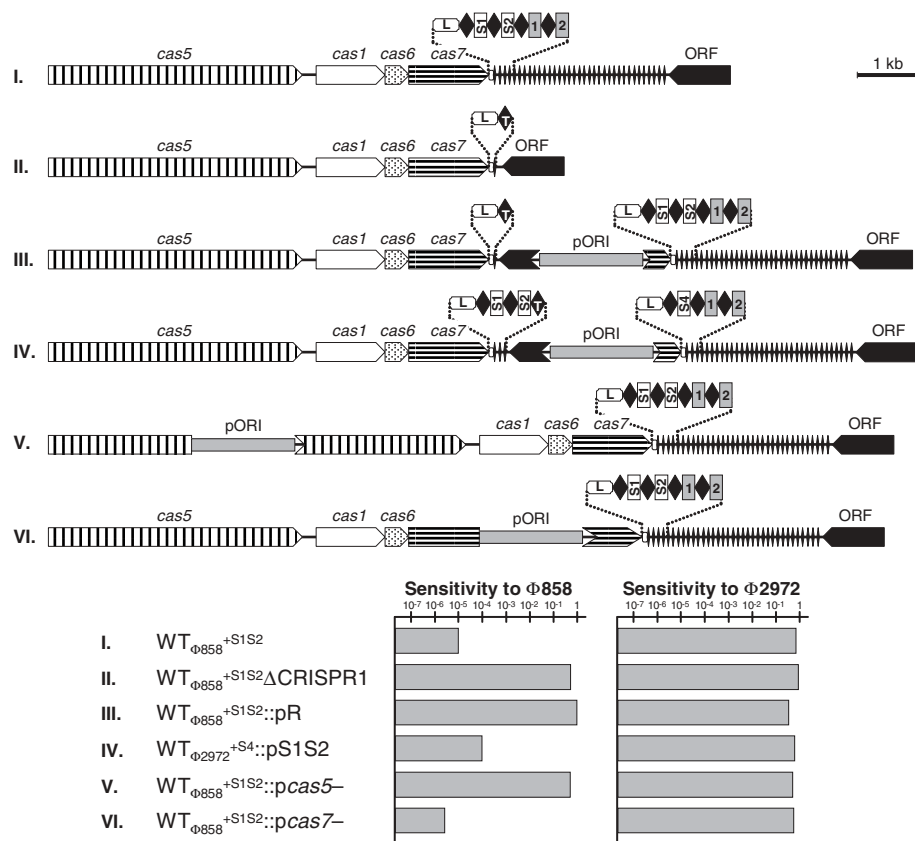 L S1 S2 1 2
cas5 cas1 cas6 cas7 ORF
I. 1 kb
L T
cas5 cas1 cas6 cas7 ORF
II.
L T L S1 S2 1 2
cas5 cas1 cas6 cas7 pORI ORF
III.
L S1 S2 T L S4 1 2
cas5 cas1 cas6 cas7 pORI ORF
IV.
L S1 S2 1 2
pORI cas1 cas6 cas7 ORF
V.
L S1 S2 1 2
cas5 cas1 cas6 pORI ORF
VI.
Sensitivity to Φ858 Sensitivity to Φ2972
10⁻⁷ 10⁻⁶ 10⁻⁵ 10⁻⁴ 10⁻³ 10⁻² 10⁻¹ 1 10⁻⁷ 10⁻⁶ 10⁻⁵ 10⁻⁴ 10⁻³ 10⁻² 10⁻¹ 1
I. WTΦ858⁺S1S2
II. WTΦ858⁺S1S2ΔCRISPR1
III. WTΦ858⁺S1S2::pR
IV. WTΦ2972⁺S4::pS1S2
V. WTΦ858⁺S1S2::pcas5–
VI. WTΦ858⁺S1S2::pcas7–